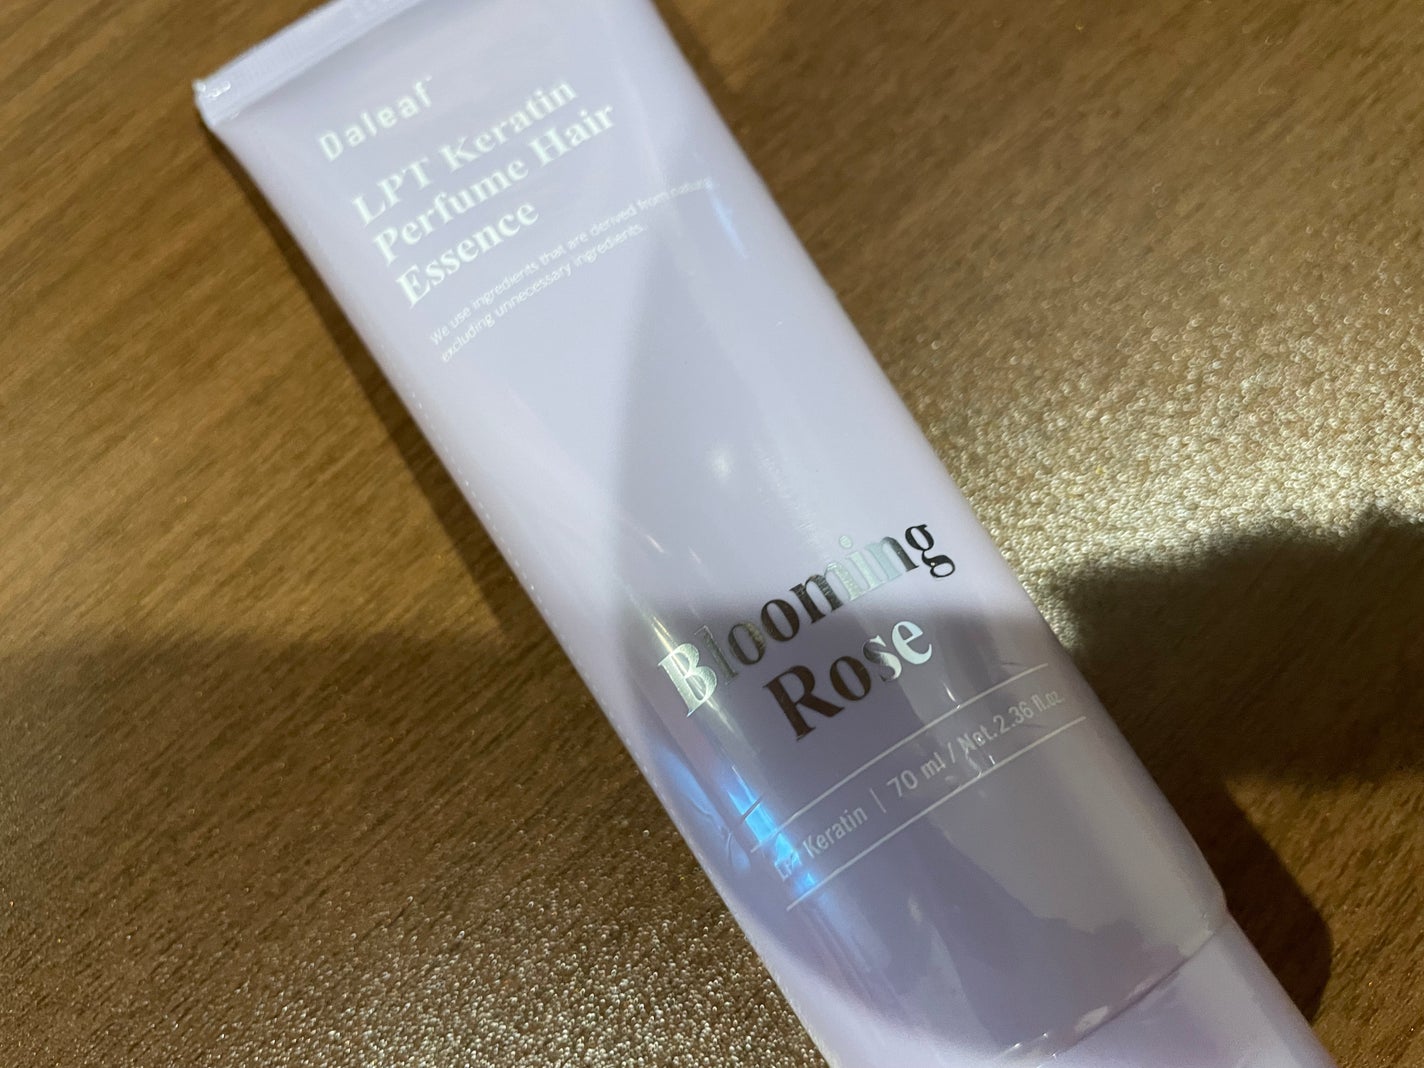 Daleaf
LPT Keratin
Perfume Hair
Essence
We use ingredients that are derived from nature,
excluding unnecessary ingredients.
Blooming
Rose
LPT Keratin | 70 ml / Net. 2.36 fl.oz.